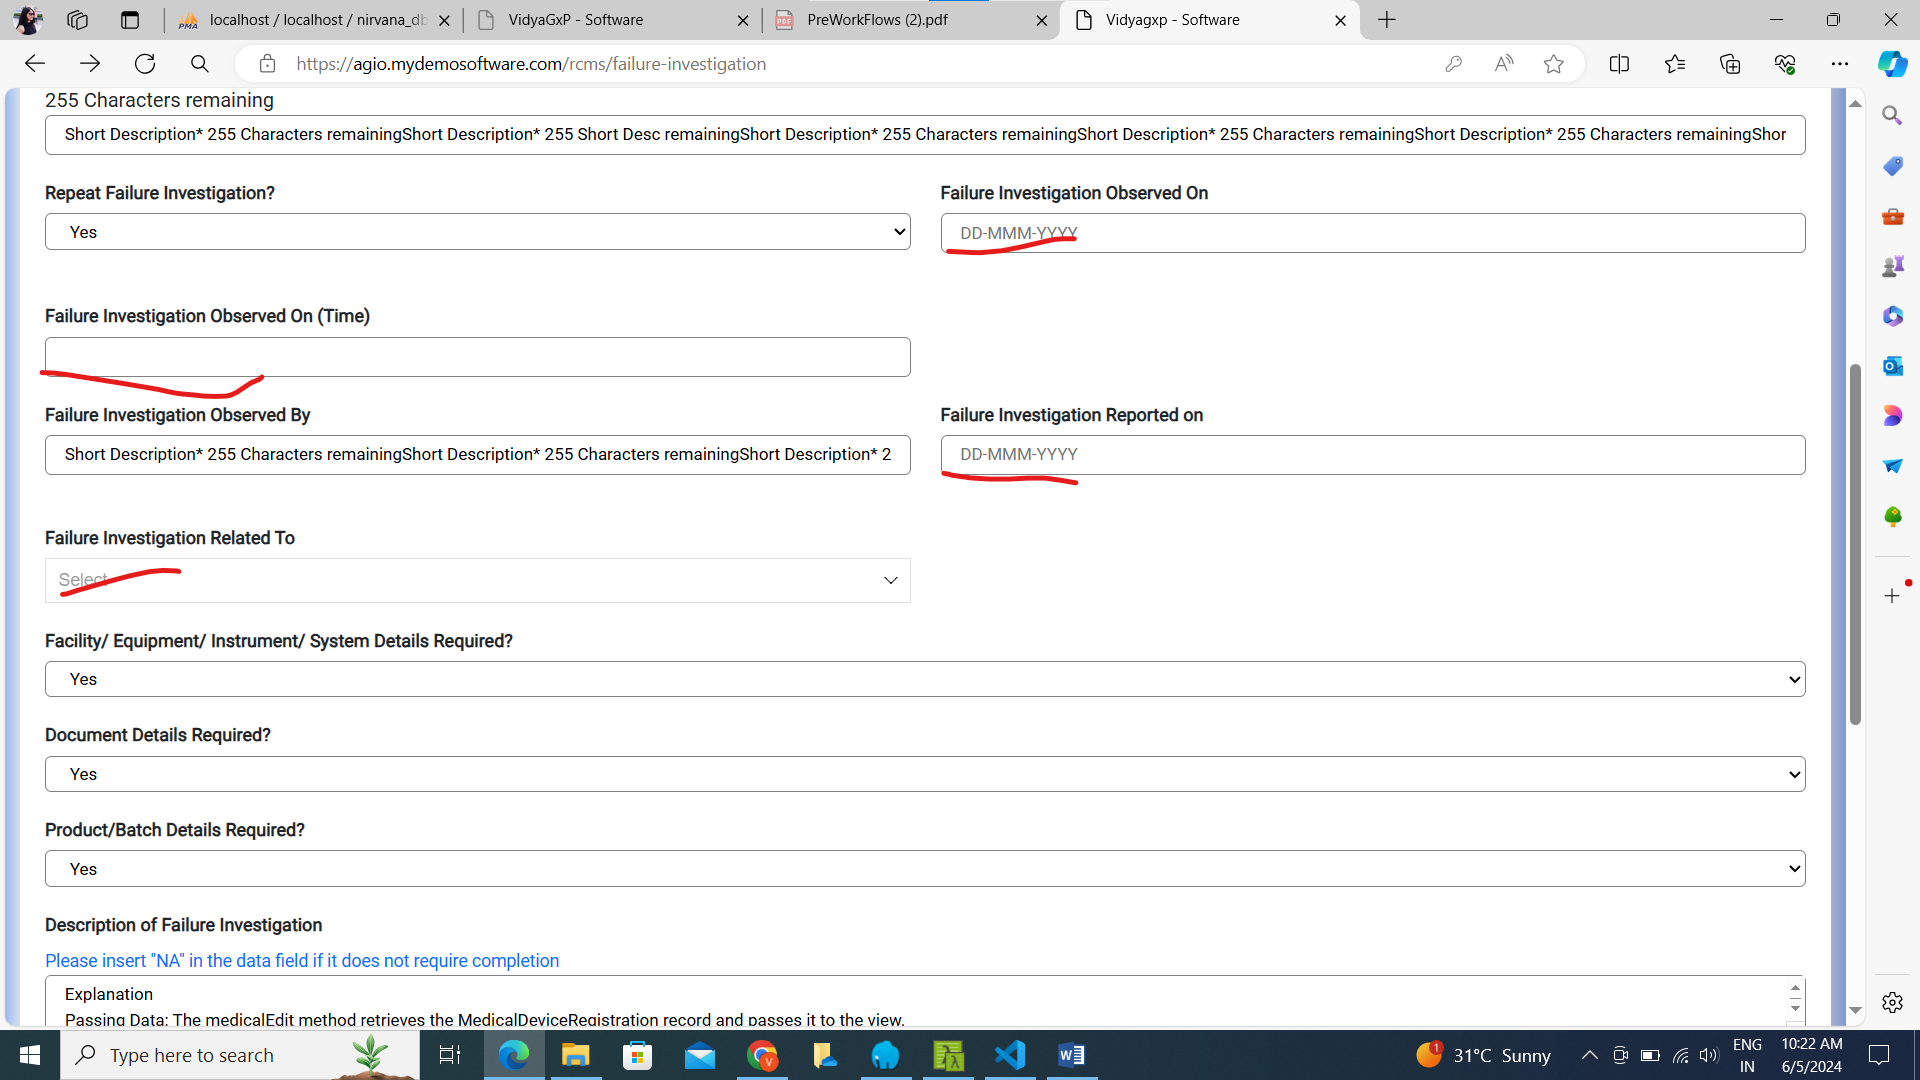 localhost / localhost / nirvana_db
VidyaGxP - Software
PreWorkFlows (2).pdf
Vidyagxp - Software
https://agio.mydemosoftware.com/rcms/failure-investigation
255 Characters remaining
Short Description* 255 Characters remainingShort Description* 255 Short Desc remainingShort Description* 255 Characters remainingShort Description* 255 Characters remainingShort Description* 255 Characters remainingShor
Repeat Failure Investigation?
Failure Investigation Observed On
Yes
DD-MMM-YYYY
Failure Investigation Observed On (Time)
Failure Investigation Observed By
Failure Investigation Reported on
Short Description* 255 Characters remainingShort Description* 255 Characters remainingShort Description* 2
DD-MMM-YYYY
Failure Investigation Related To
Select
Facility/ Equipment/ Instrument/ System Details Required?
Yes
Document Details Required?
Yes
Product/Batch Details Required?
Yes
Description of Failure Investigation
Please insert "NA" in the data field if it does not require completion
Explanation
Passing Data: The medicalEdit method retrieves the MedicalDeviceRegistration record and passes it to the view.
Type here to search
1
31°C Sunny
ENG
IN
10:22 AM
6/5/2024